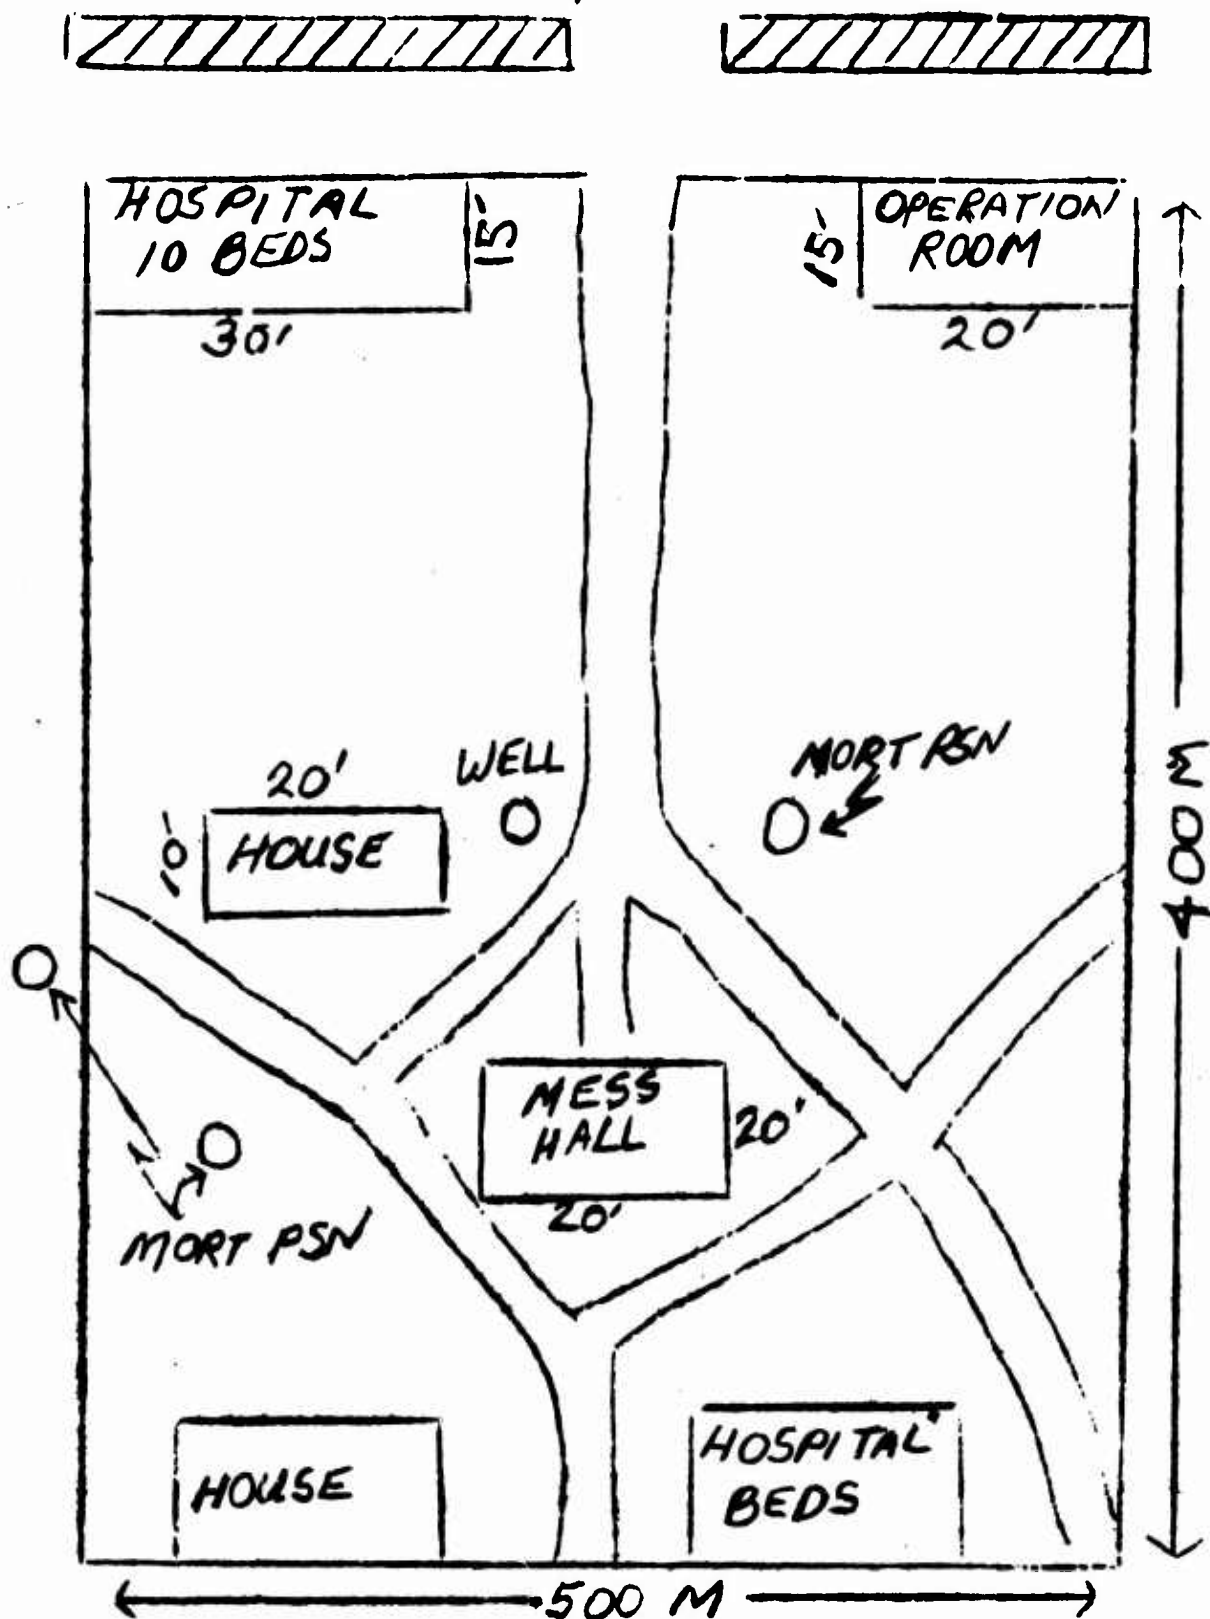 HOSPITAL
10 BEDS
15'
30'
OPERATION
ROOM
15'
20'
20'
WELL
MORT PSN
10'
HOUSE
400 M
MESS
HALL
20'
20'
MORT PSN
HOUSE
HOSPITAL
BEDS
500 M